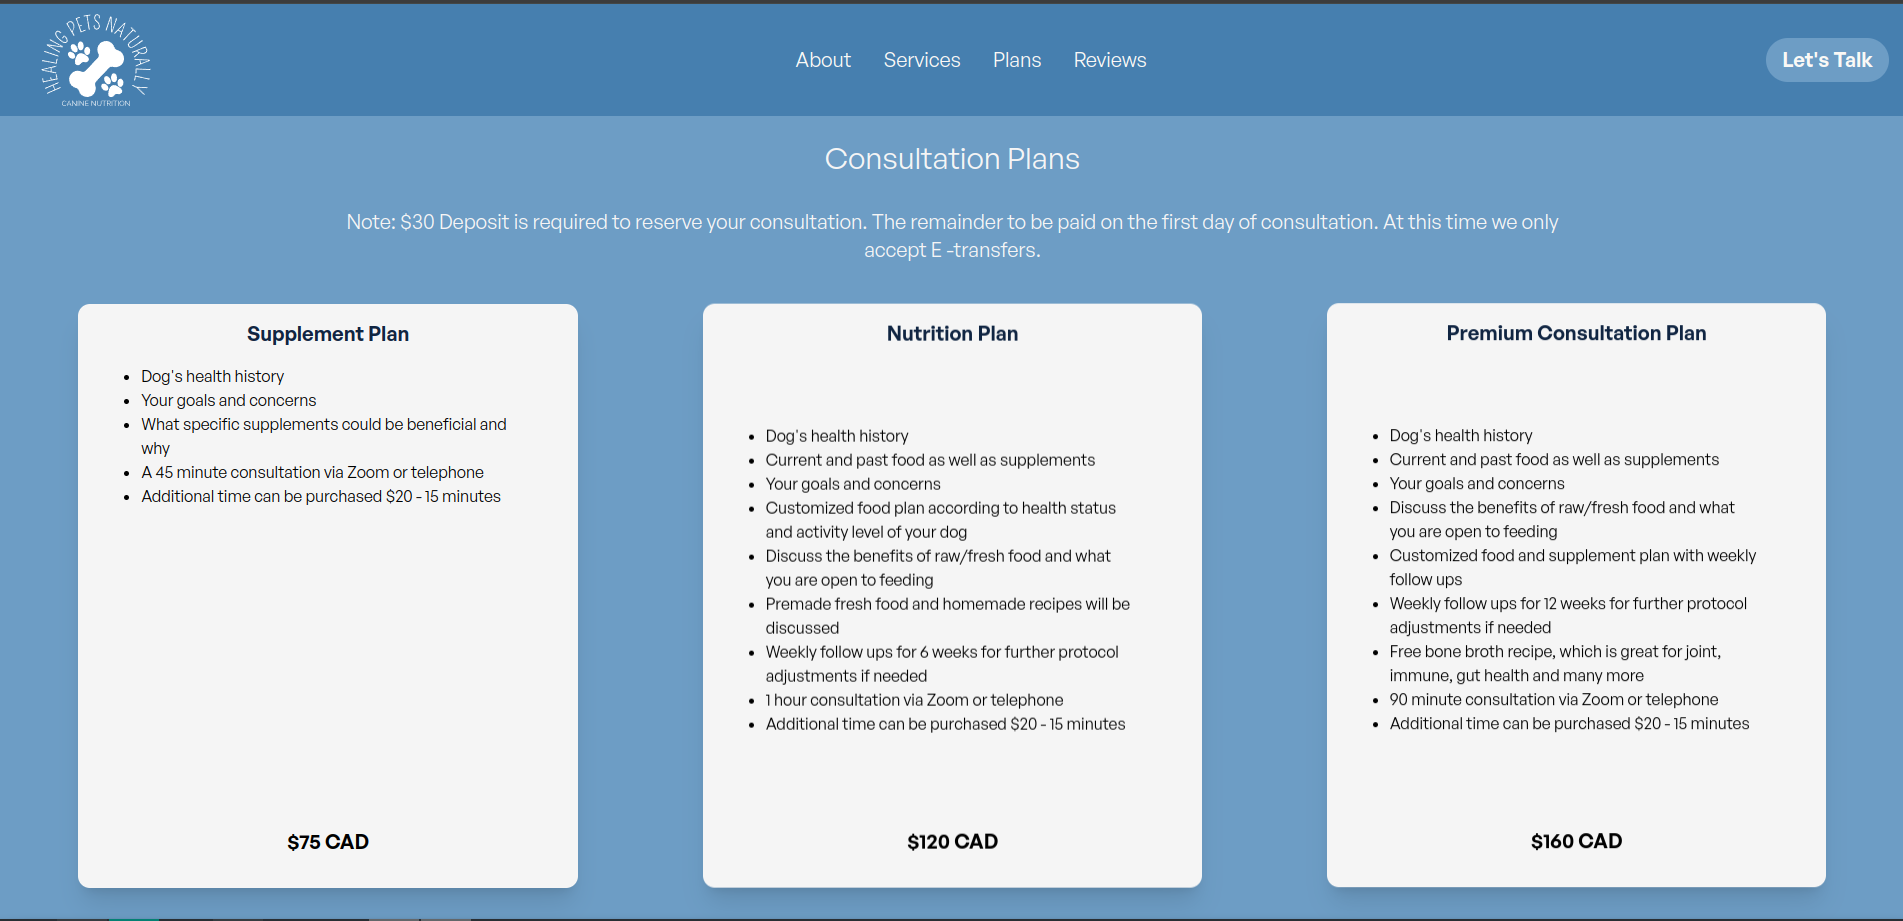 HEALING PETS NATURALLY
CANINE NUTRITION
About Services Plans Reviews
Let's Talk
Consultation Plans
Note: $30 Deposit is required to reserve your consultation. The remainder to be paid on the first day of consultation. At this time we only
accept E -transfers.
Supplement Plan
• Dog's health history
• Your goals and concerns
• What specific supplements could be beneficial and
why
• A 45 minute consultation via Zoom or telephone
• Additional time can be purchased $20 - 15 minutes
$75 CAD
Nutrition Plan
• Dog's health history
• Current and past food as well as supplements
• Your goals and concerns
• Customized food plan according to health status
and activity level of your dog
• Discuss the benefits of raw/fresh food and what
you are open to feeding
• Premade fresh food and homemade recipes will be
discussed
• Weekly follow ups for 6 weeks for further protocol
adjustments if needed
• 1 hour consultation via Zoom or telephone
• Additional time can be purchased $20 - 15 minutes
$120 CAD
Premium Consultation Plan
• Dog's health history
• Current and past food as well as supplements
• Your goals and concerns
• Discuss the benefits of raw/fresh food and what
you are open to feeding
• Customized food and supplement plan with weekly
follow ups
• Weekly follow ups for 12 weeks for further protocol
adjustments if needed
• Free bone broth recipe, which is great for joint,
immune, gut health and many more
• 90 minute consultation via Zoom or telephone
• Additional time can be purchased $20 - 15 minutes
$160 CAD